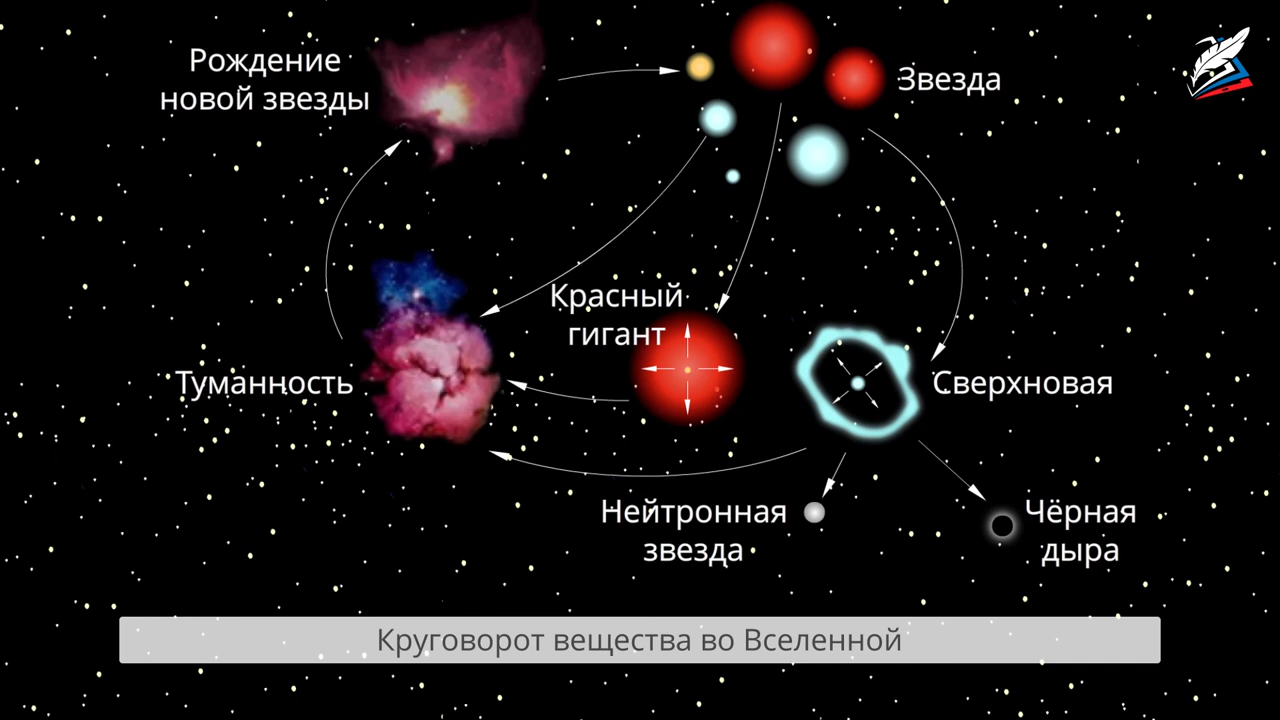 Рождение
новой звезды
Звезда
Красный
гигант
Туманность
Сверхновая
Нейтронная
звезда
Чёрная
дыра
Круговорот вещества во Вселенной